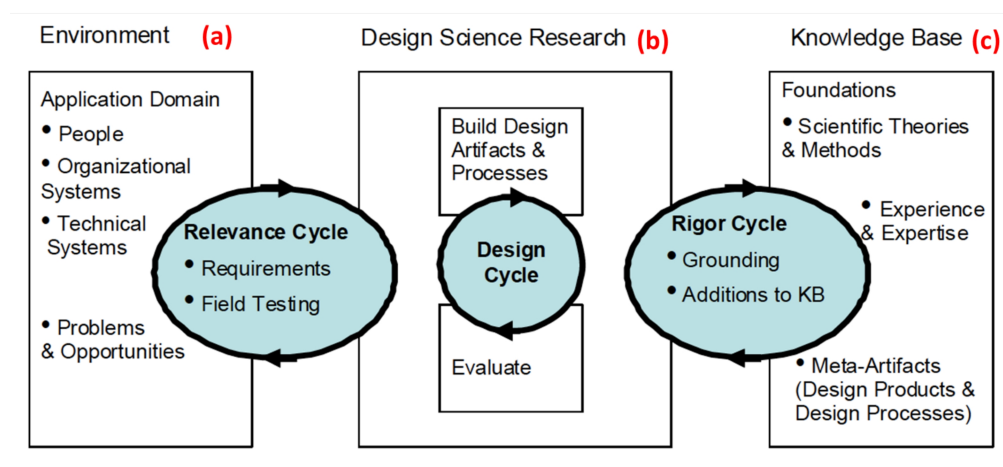 Environment (a)
Design Science Research (b)
Knowledge Base (c)
Application Domain
• People
• Organizational
Systems
• Technical
Systems
• Problems
& Opportunities
Relevance Cycle
• Requirements
• Field Testing
Build Design
Artifacts &
Processes
Design
Cycle
Evaluate
Rigor Cycle
• Grounding
• Additions to KB
Foundations
• Scientific Theories
& Methods
• Experience
& Expertise
• Meta-Artifacts
(Design Products &
Design Processes)